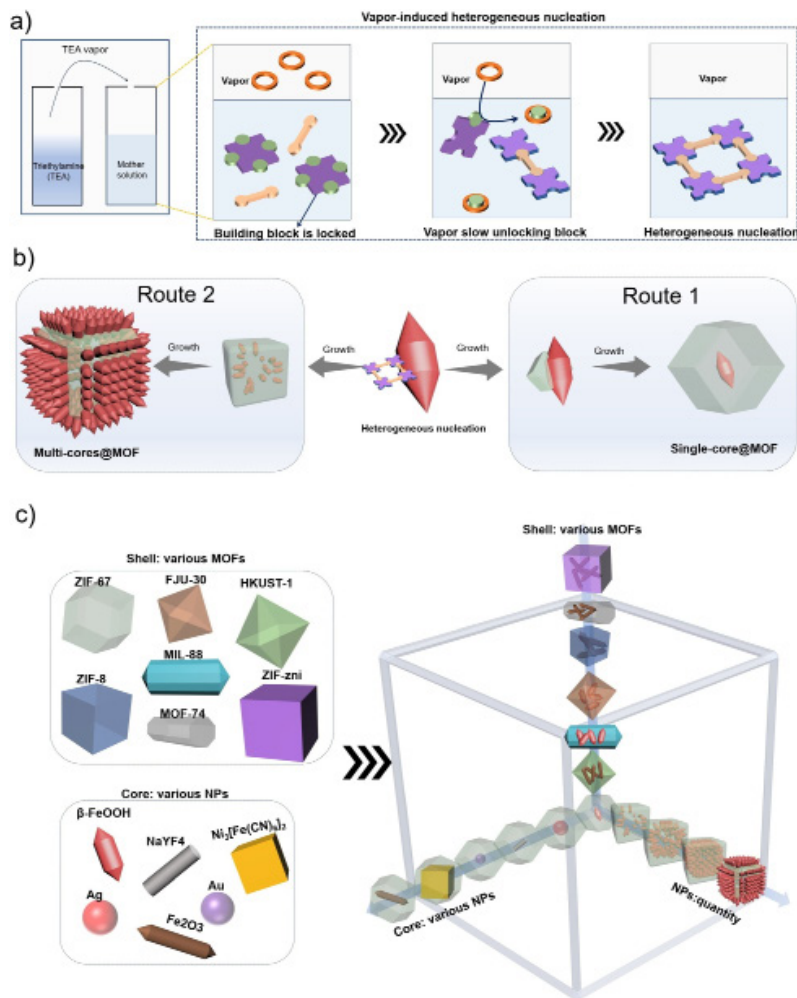 a)
Vapor-induced heterogeneous nucleation
TEA vapor
Triethylamine
(TEA)
Mother
solution
Vapor
Building block is locked
Vapor
Vapor slow unlocking block
Vapor
Heterogeneous nucleation
b)
Route 2
Growth
Multi-cores@MOF
Growth
Growth
Heterogeneous nucleation
Route 1
Growth
Single-core@MOF
c)
Shell: various MOFs
ZIF-67
FJU-30
HKUST-1
MIL-88
ZIF-8
ZIF-zni
MOF-74
Core: various NPs
β-FeOOH
NaYF4
Ni3[Fe(CN)6]2
Ag
Au
Fe2O3
Shell: various MOFs
Core: various NPs
NPs:quantity